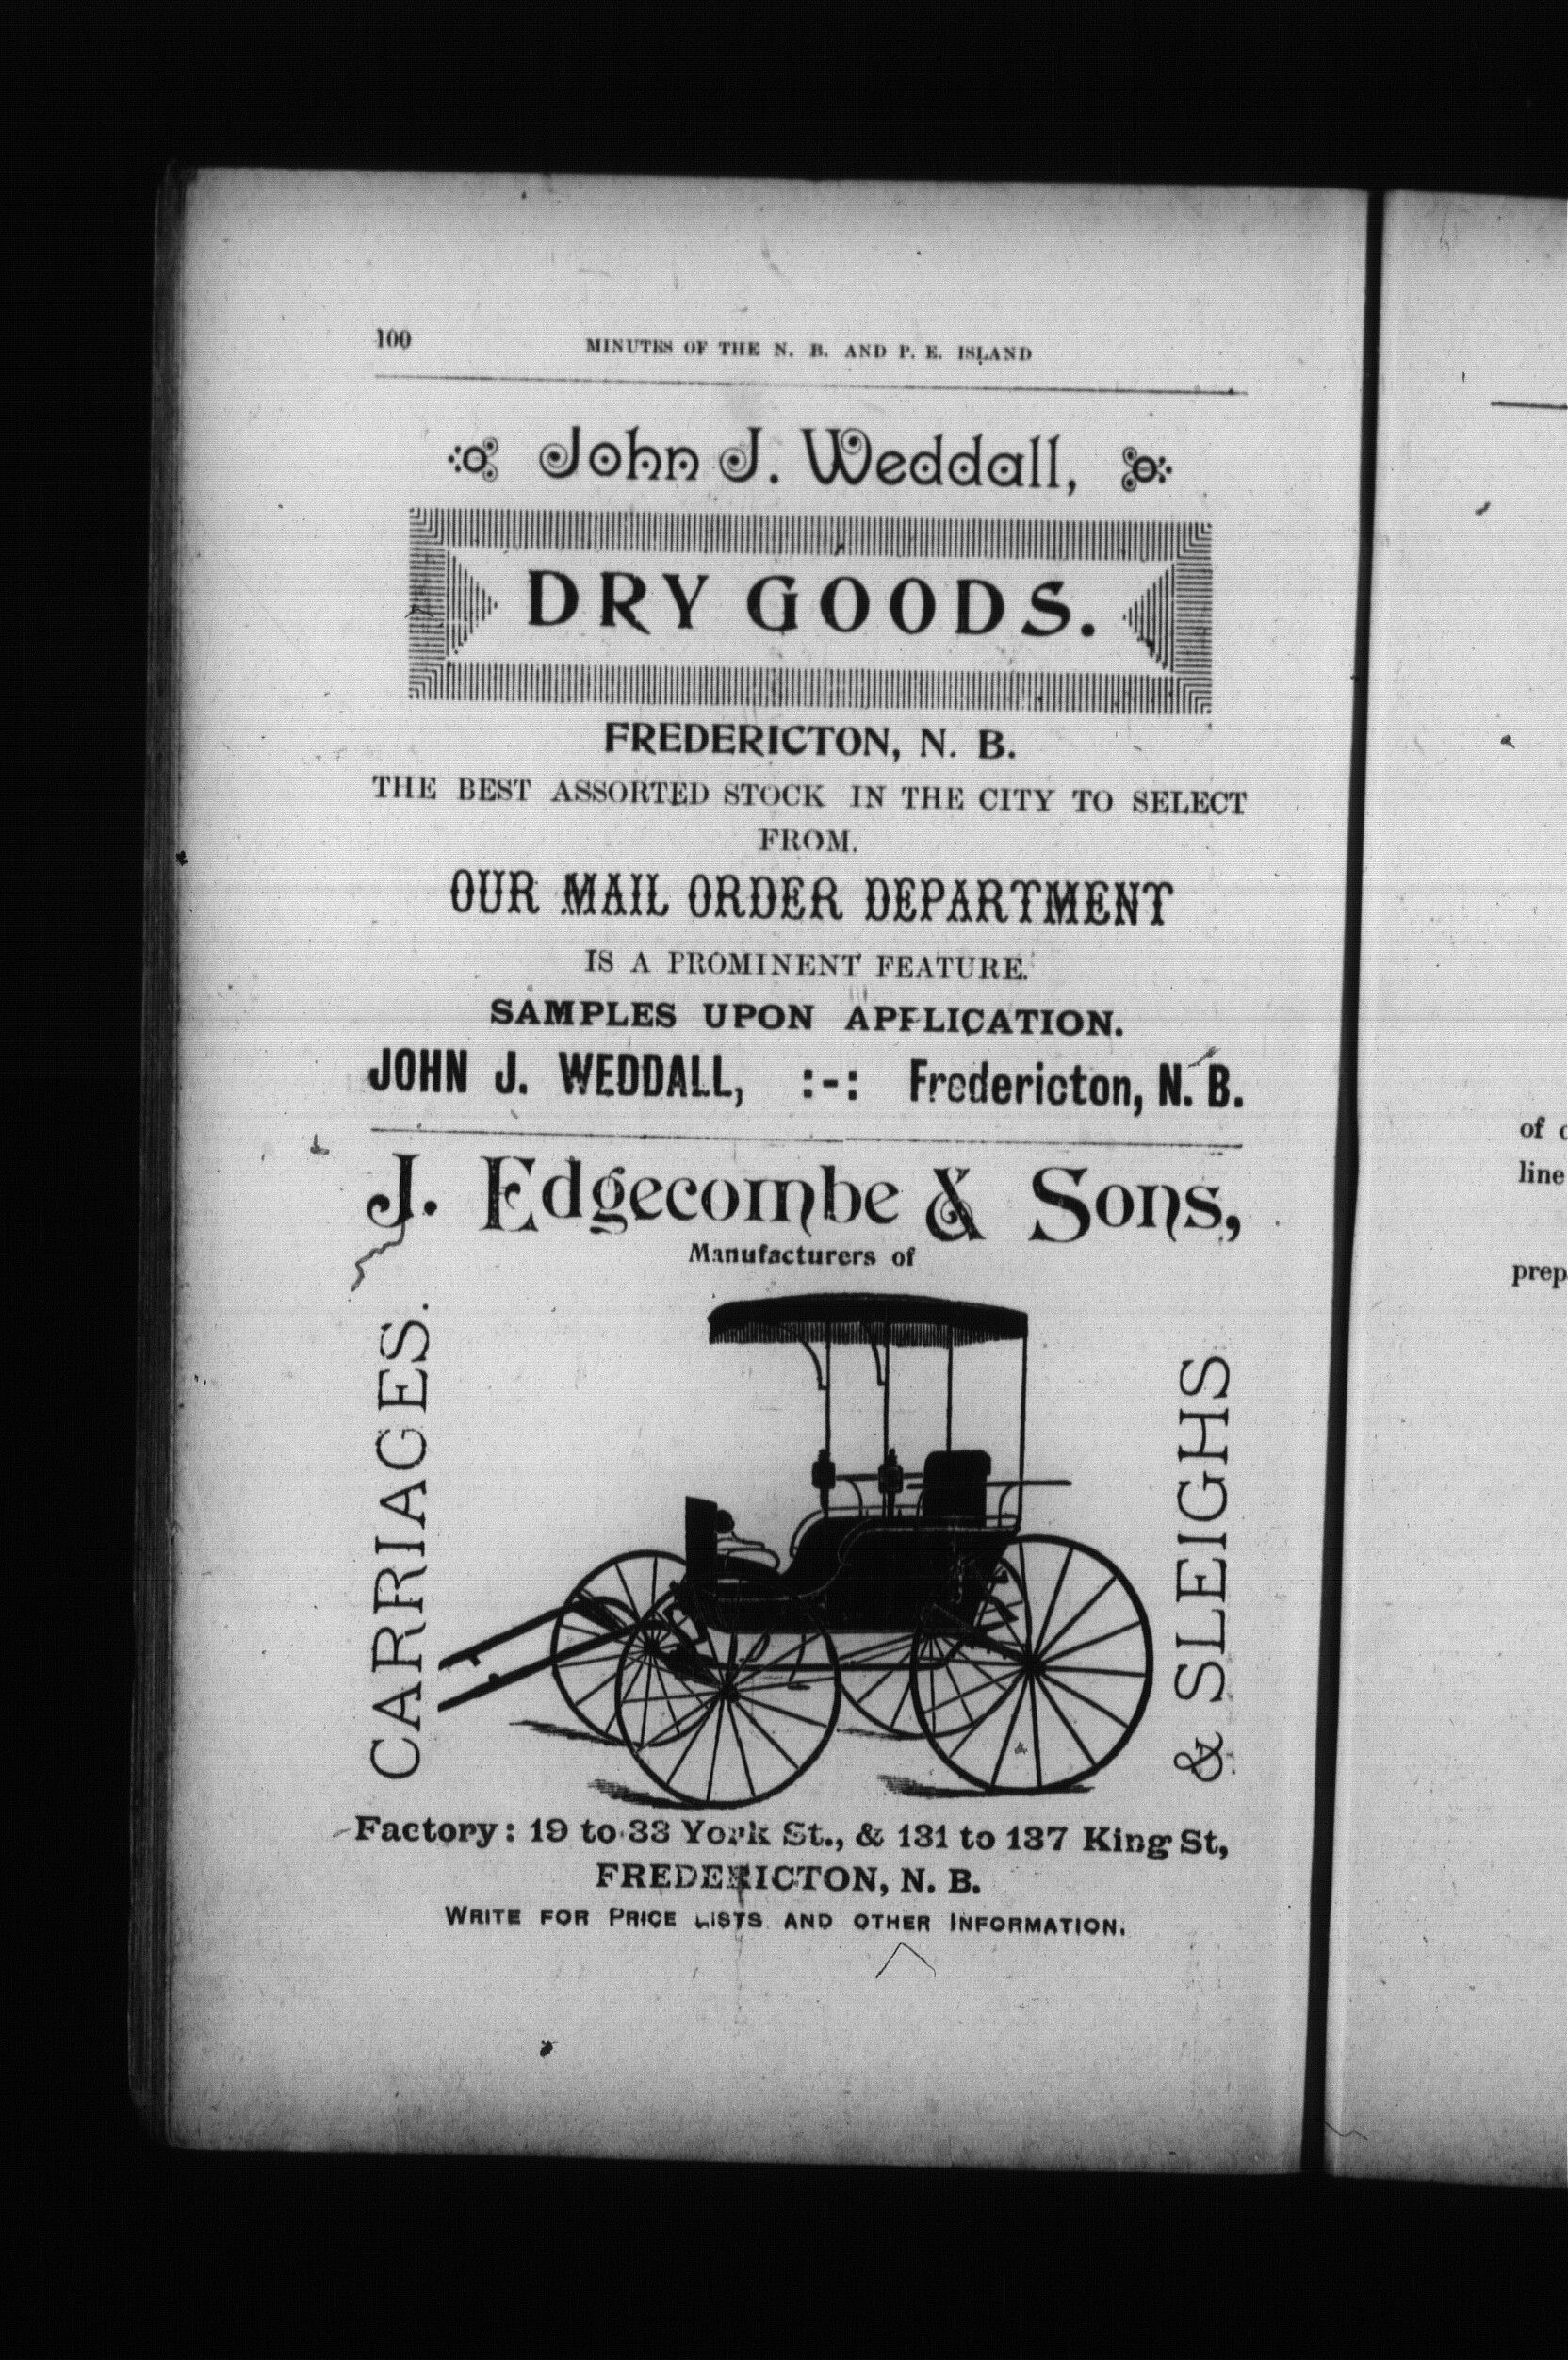 100
MINUTES OF THE N. B. AND P. E. ISLAND
John J. Weddall,
DRY GOODS.
FREDERICTON, N. B.
THE BEST ASSORTED STOCK IN THE CITY TO SELECT
FROM.
OUR MAIL ORDER DEPARTMENT
IS A PROMINENT FEATURE.
SAMPLES UPON APPLICATION.
JOHN J. WEDDALL, :-: Fredericton, N. B.
J. Edgecombe & Sons,
Manufacturers of
CARRIAGES.
& SLEIGHS
Factory: 19 to 33 York St., & 131 to 137 King St,
FREDERICTON, N. B.
WRITE FOR PRICE LISTS AND OTHER INFORMATION.
of
line
prep